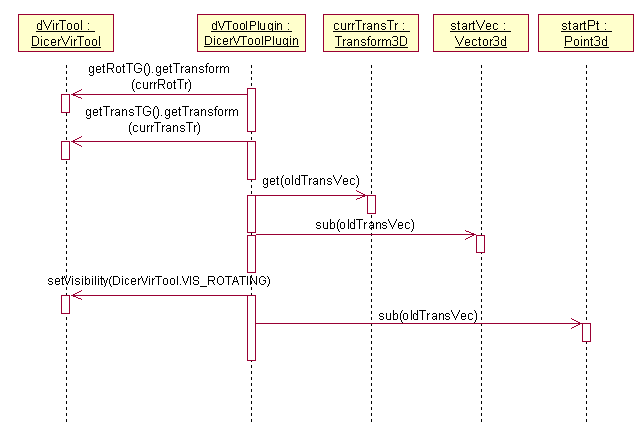 dVirTool :
DicerVirTool
dVToolPlugin :
DicerVToolPlugin
currTransTr :
Transform3D
startVec :
Vector3d
startPt :
Point3d
getRotTG().getTransform
(currRotTr)
getTransTG().getTransform
(currTransTr)
get(oldTransVec)
sub(oldTransVec)
setVisibility(DicerVirTool.VIS_ROTATING)
sub(oldTransVec)